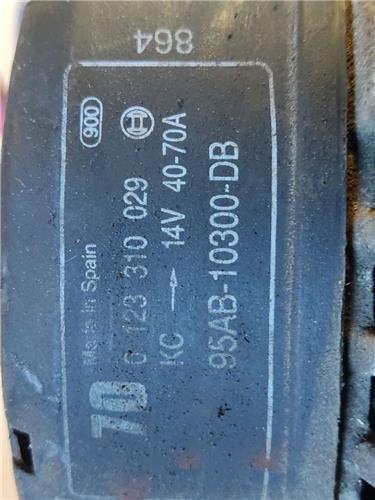 864
900
70 Made in Spain
0 123 310 029
KC → 14V 40-70A
95AB-10300-DB